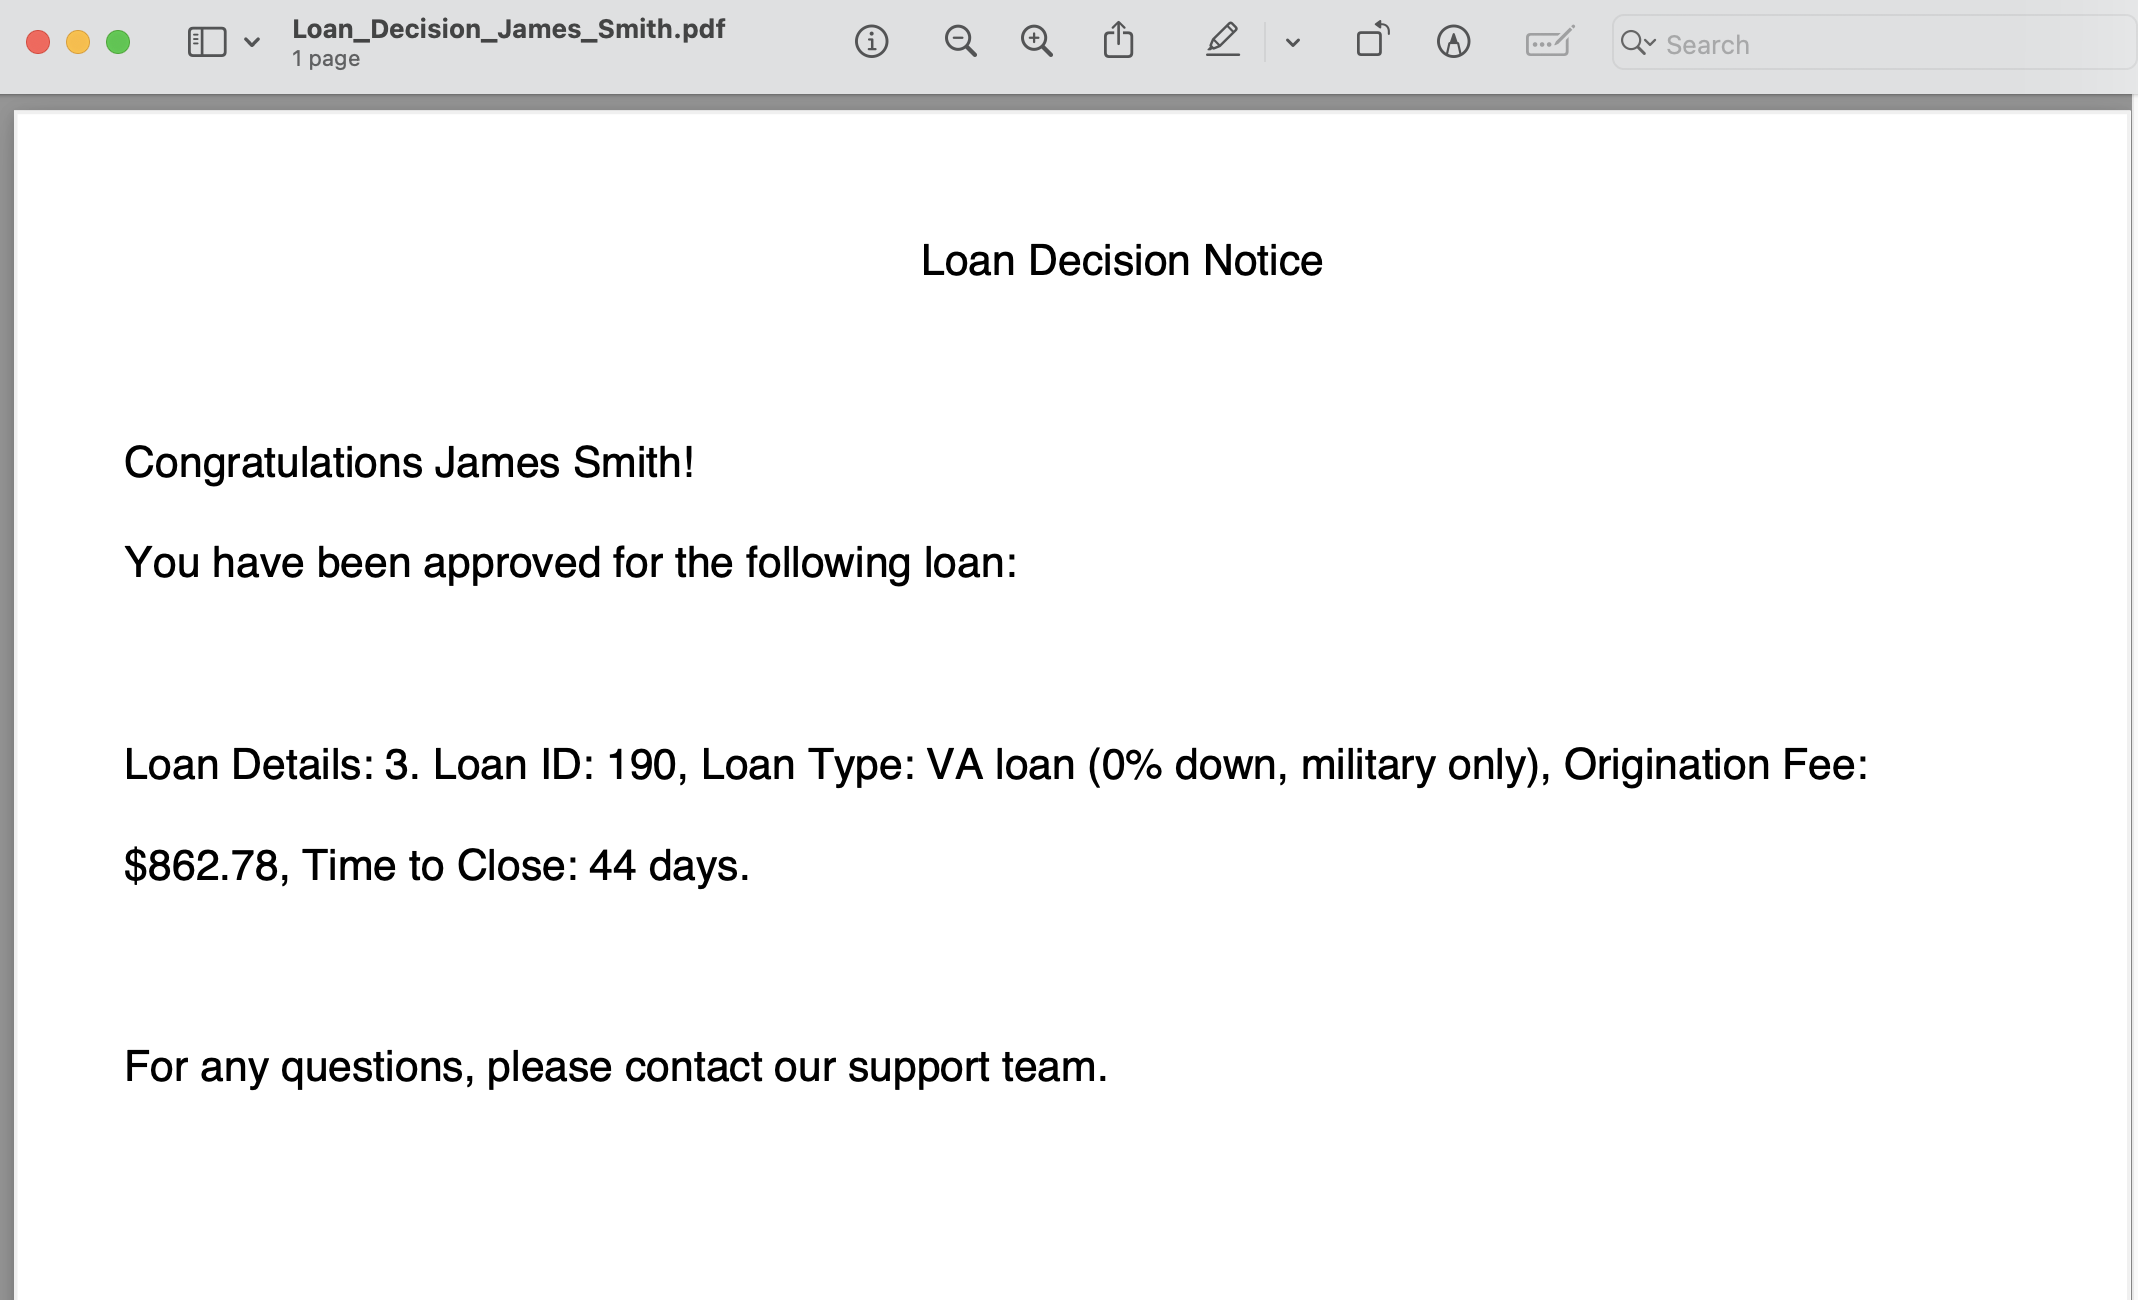 Loan_Decision_James_Smith.pdf
1 page
Search
Loan Decision Notice
Congratulations James Smith!
You have been approved for the following loan:
Loan Details: 3. Loan ID: 190, Loan Type: VA loan (0% down, military only), Origination Fee:
$862.78, Time to Close: 44 days.
For any questions, please contact our support team.